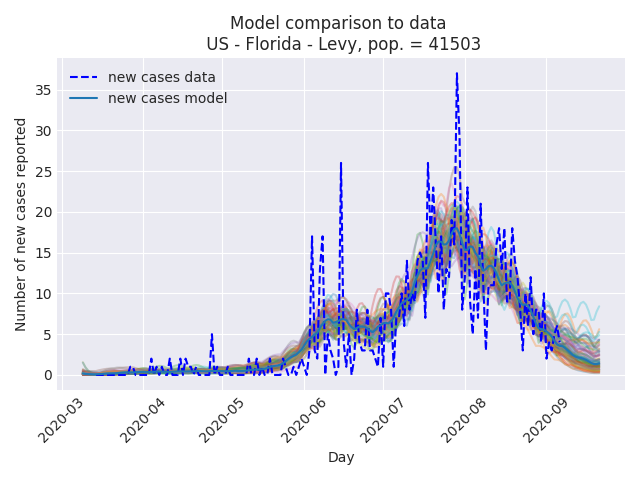 Model comparison to data
US - Florida - Levy, pop. = 41503
new cases data
new cases model
Number of new cases reported
35
30
25
20
15
10
5
0
2020-03
2020-04
2020-05
2020-06
2020-07
2020-08
2020-09
Day